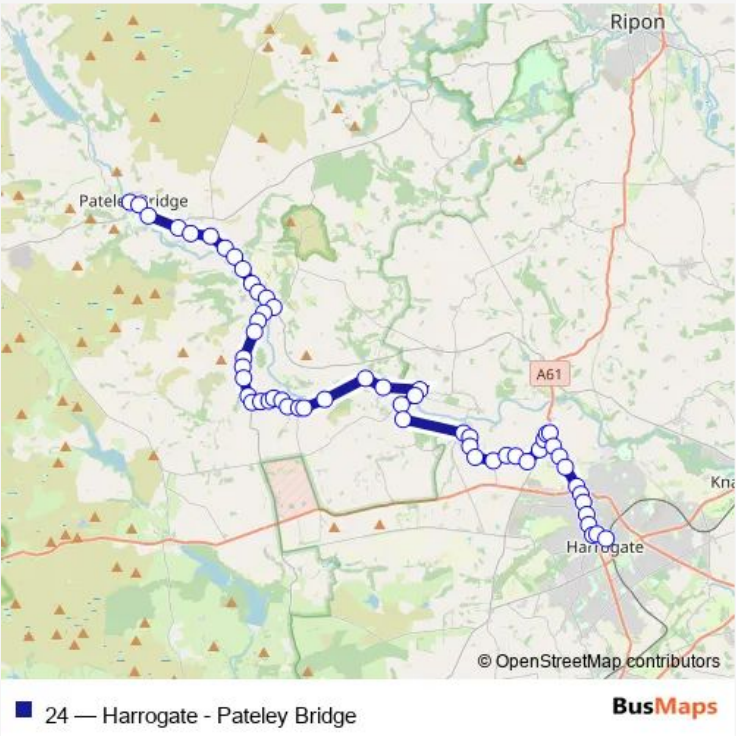 Ripon
Pateley Bridge
A61
Kna
Harrogate
© OpenStreetMap contributors
24 — Harrogate - Pateley Bridge
BusMaps